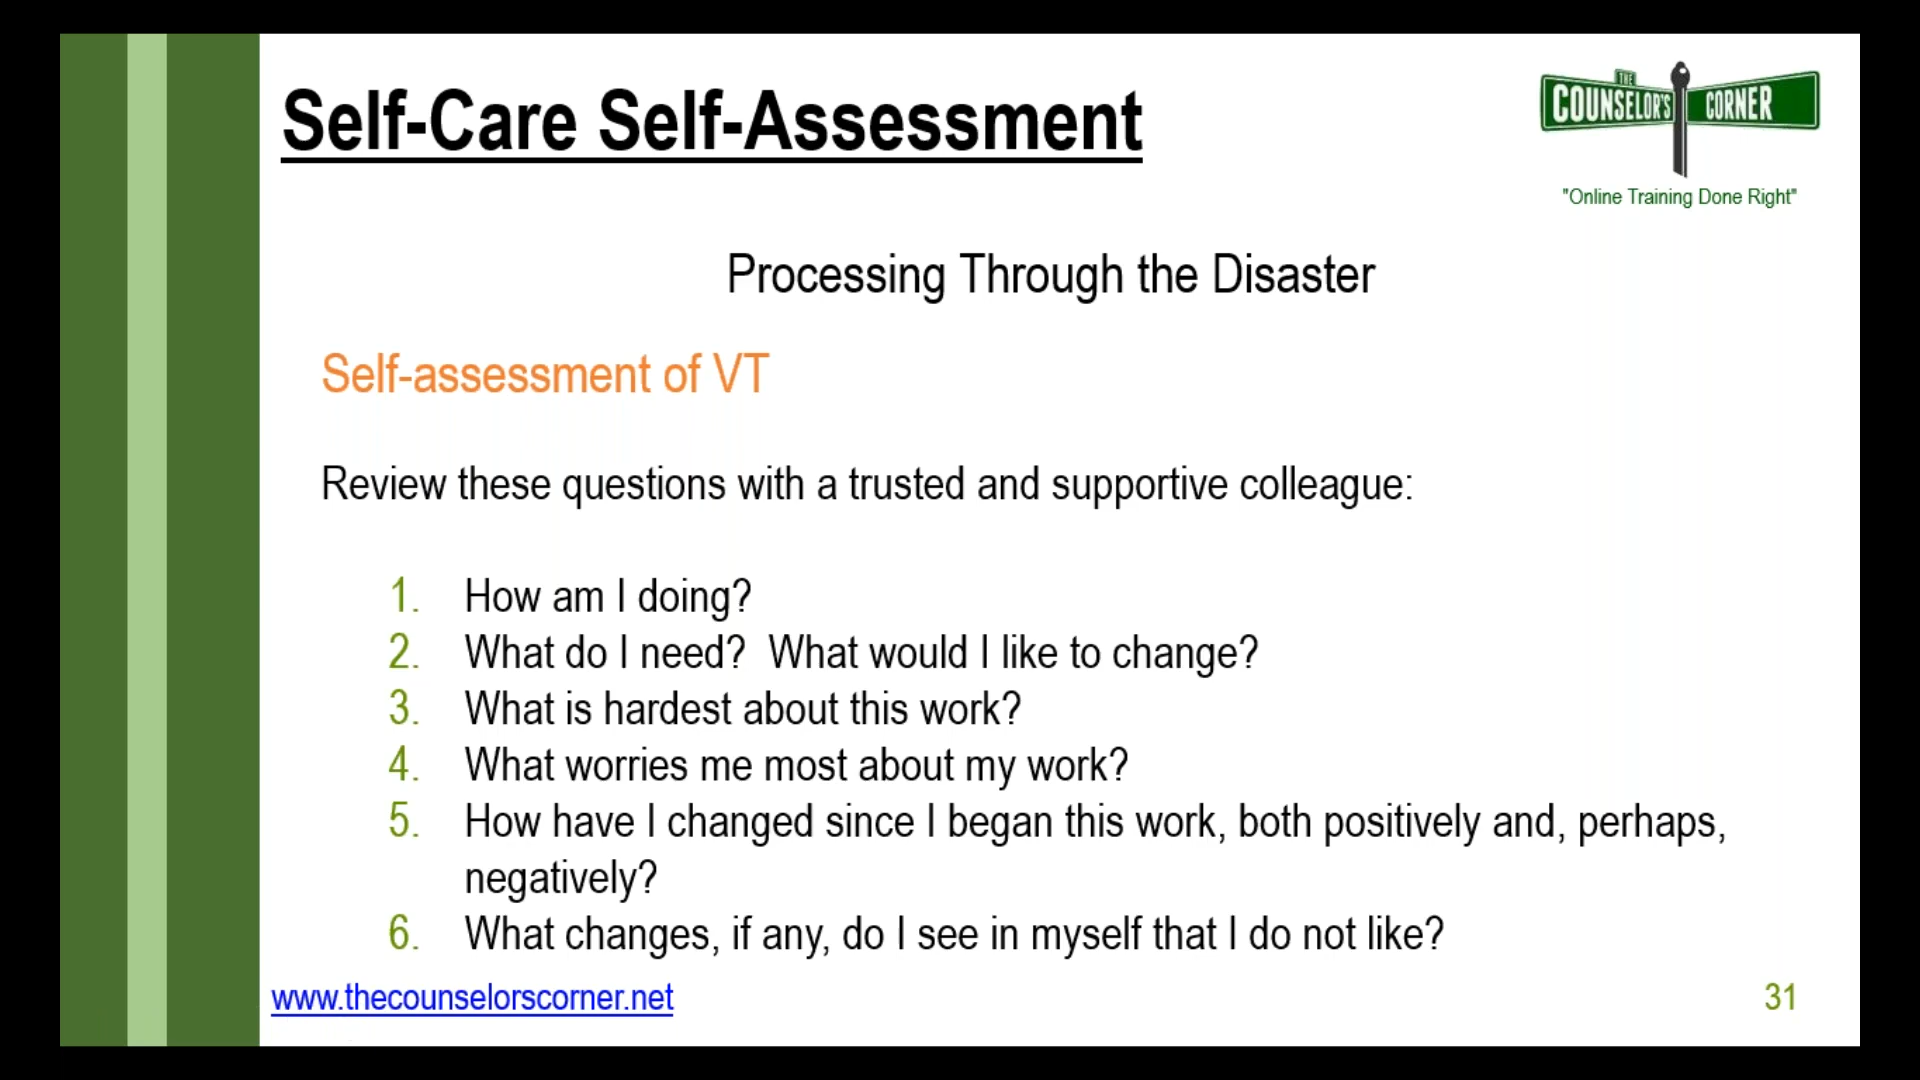 Self-Care Self-Assessment
THE
COUNSELOR'S CORNER
"Online Training Done Right"
Processing Through the Disaster
Self-assessment of VT
Review these questions with a trusted and supportive colleague:
1. How am I doing?
2. What do I need? What would I like to change?
3. What is hardest about this work?
4. What worries me most about my work?
5. How have I changed since I began this work, both positively and, perhaps,
negatively?
6. What changes, if any, do I see in myself that I do not like?
www.thecounselorscorner.net
31